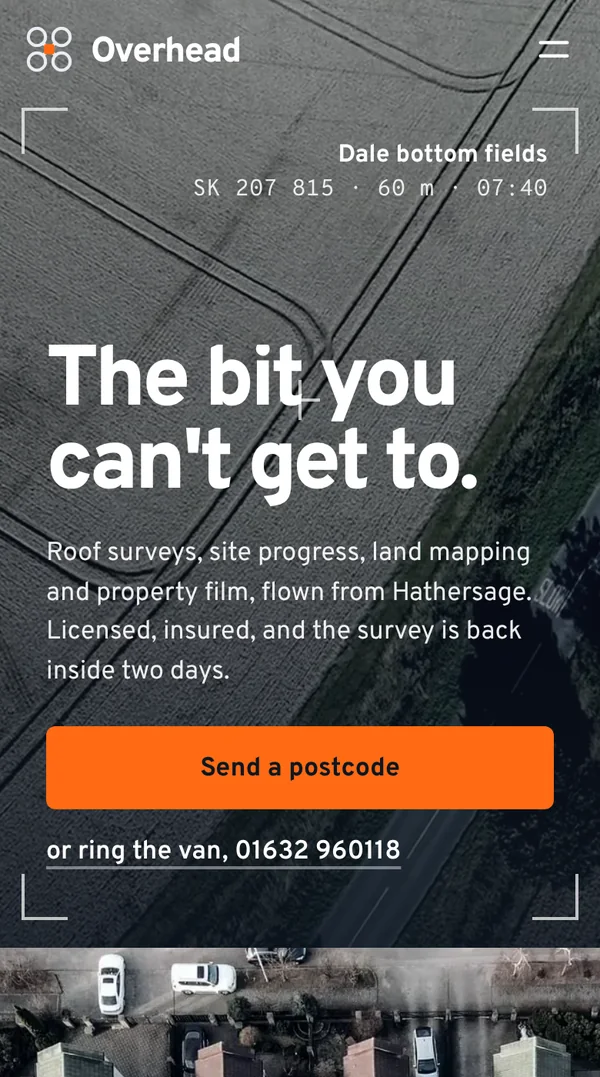 Overhead
Dale bottom fields
SK 207 815 · 60 m · 07:40
The bit you
can't get to.
Roof surveys, site progress, land mapping
and property film, flown from Hathersage.
Licensed, insured, and the survey is back
inside two days.
SLOW
Send a postcode
or ring the van, 01632 960118